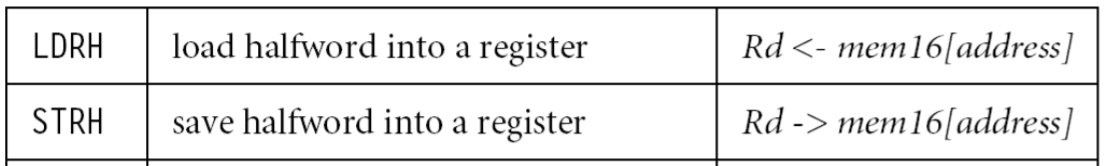 LDRH load halfword into a register Rd <- mem16[address]
STRH save halfword into a register Rd -> mem16[address]